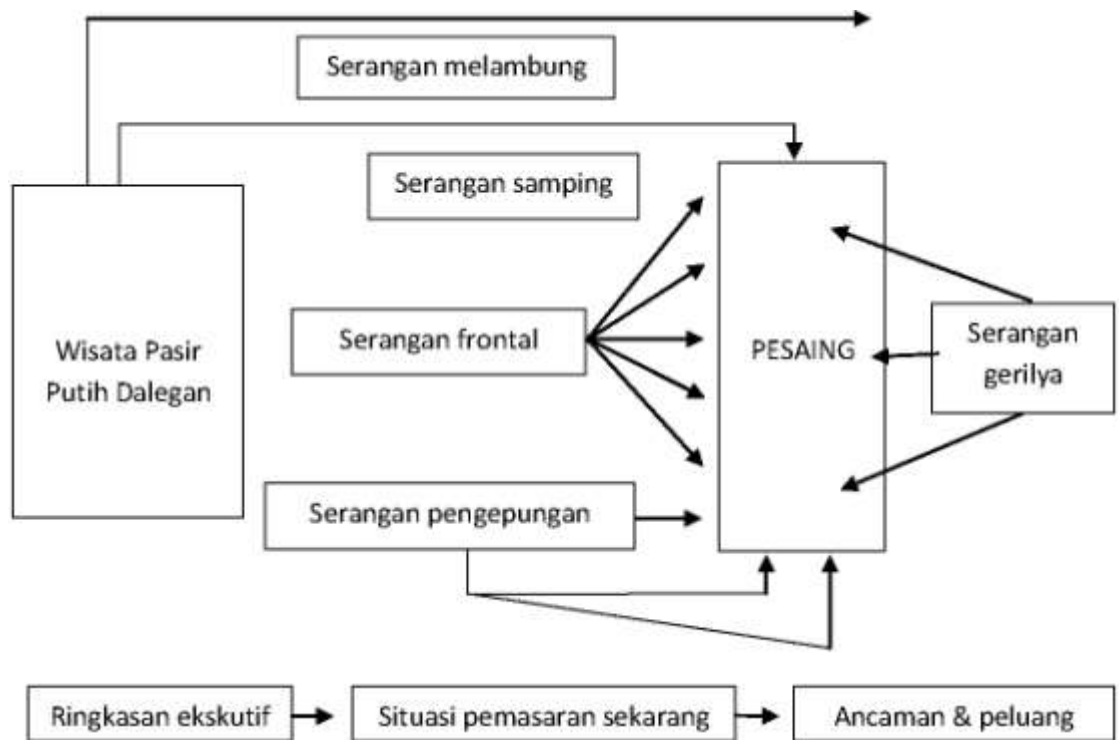 Serangan melambung
Serangan samping
Wisata Pasir
Putih Dalegan
Serangan frontal
PESAING
Serangan
gerilya
Serangan pengepungan
Ringkasan ekskutif
Situasi pemasaran sekarang
Ancaman & peluang